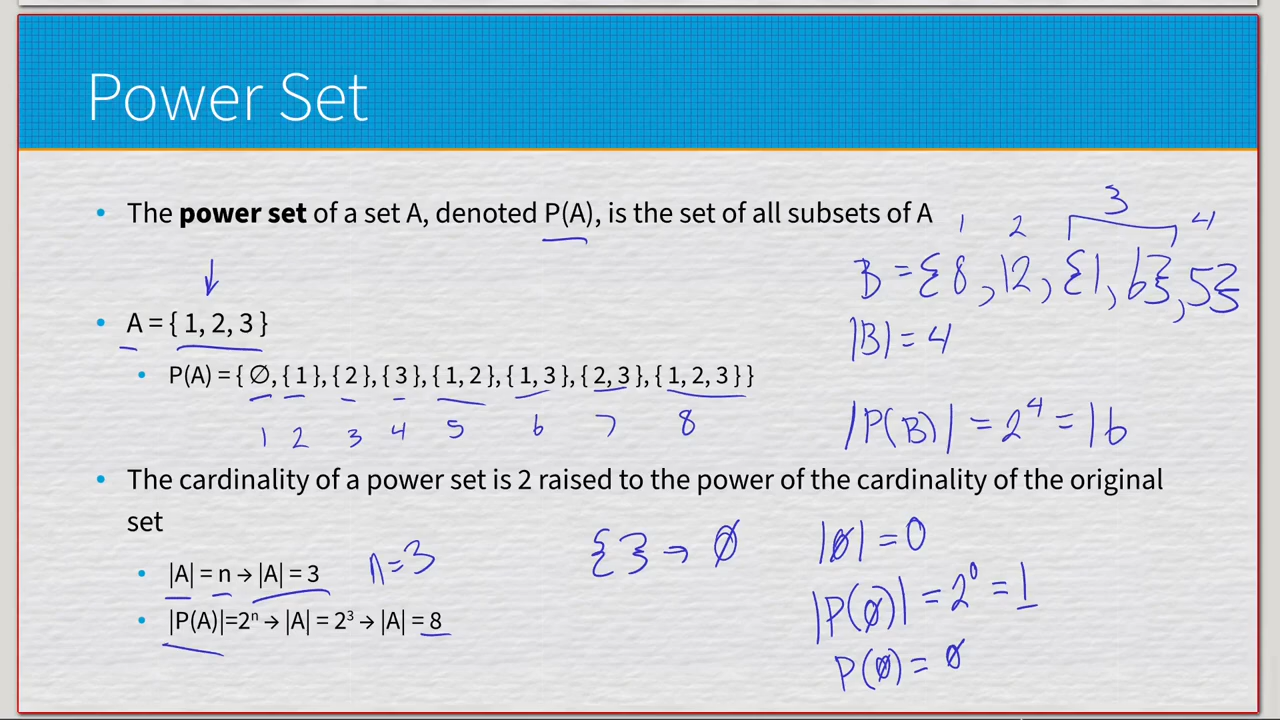 Power Set
• The power set of a set A, denoted P(A), is the set of all subsets of A
1 2 3 4
B = {8, 12, {1, 6}, 5}
• A = { 1, 2, 3 }
|B| = 4
• P(A) = { ∅, { 1 }, { 2 }, { 3 }, { 1, 2 }, { 1, 3 }, { 2, 3 }, { 1, 2, 3 } }
1 2 3 4 5 6 7 8
|P(B)| = 2⁴ = 16
• The cardinality of a power set is 2 raised to the power of the cardinality of the original
set
{ } → ∅
|∅| = 0
• |A| = n → |A| = 3
n=3
|P(∅)| = 2⁰ = 1
• |P(A)|=2ⁿ → |A| = 2³ → |A| = 8
P(∅) = ∅